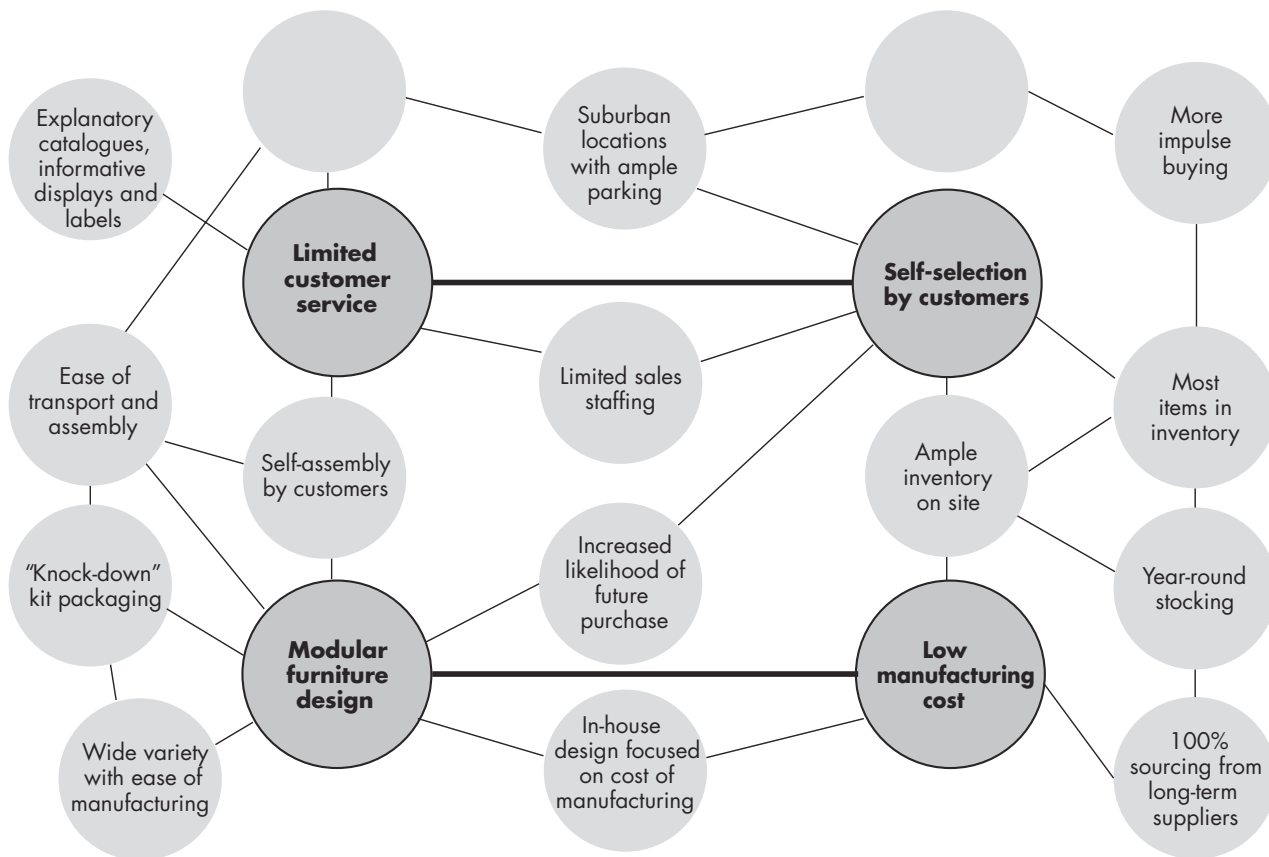 Explanatory
catalogues,
informative
displays and
labels
Suburban
locations
with ample
parking
More
impulse
buying
Limited
customer
service
Self-selection
by customers
Ease of
transport and
assembly
Limited sales
staffing
Most
items in
inventory
Self-assembly
by customers
Ample
inventory
on site
“Knock-down”
kit packaging
Increased
likelihood of
future
purchase
Year-round
stocking
Modular
furniture
design
Low
manufacturing
cost
Wide variety
with ease of
manufacturing
In-house
design focused
on cost of
manufacturing
100%
sourcing from
long-term
suppliers